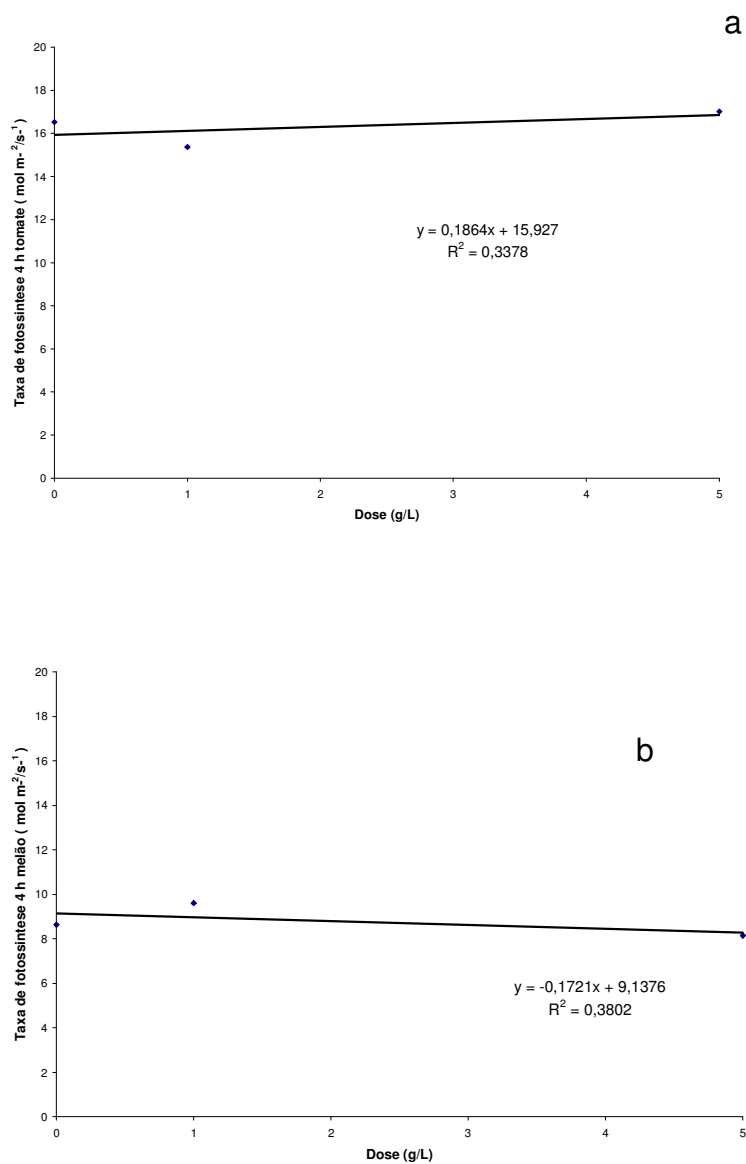 a
20
18
16
14
12
10
8
6
4
2
0
Taxa de fotossintese 4 h tomate ( mol m-²/s-¹)
y = 0,1864x + 15,927
R² = 0,3378
0 1 2 3 4 5
Dose (g/L)
20
18
16
14
12
10
8
6
4
2
0
Taxa de fotossintese 4 h melão ( mol m-²/s-¹)
b
y = -0,1721x + 9,1376
R² = 0,3802
0 1 2 3 4 5
Dose (g/L)